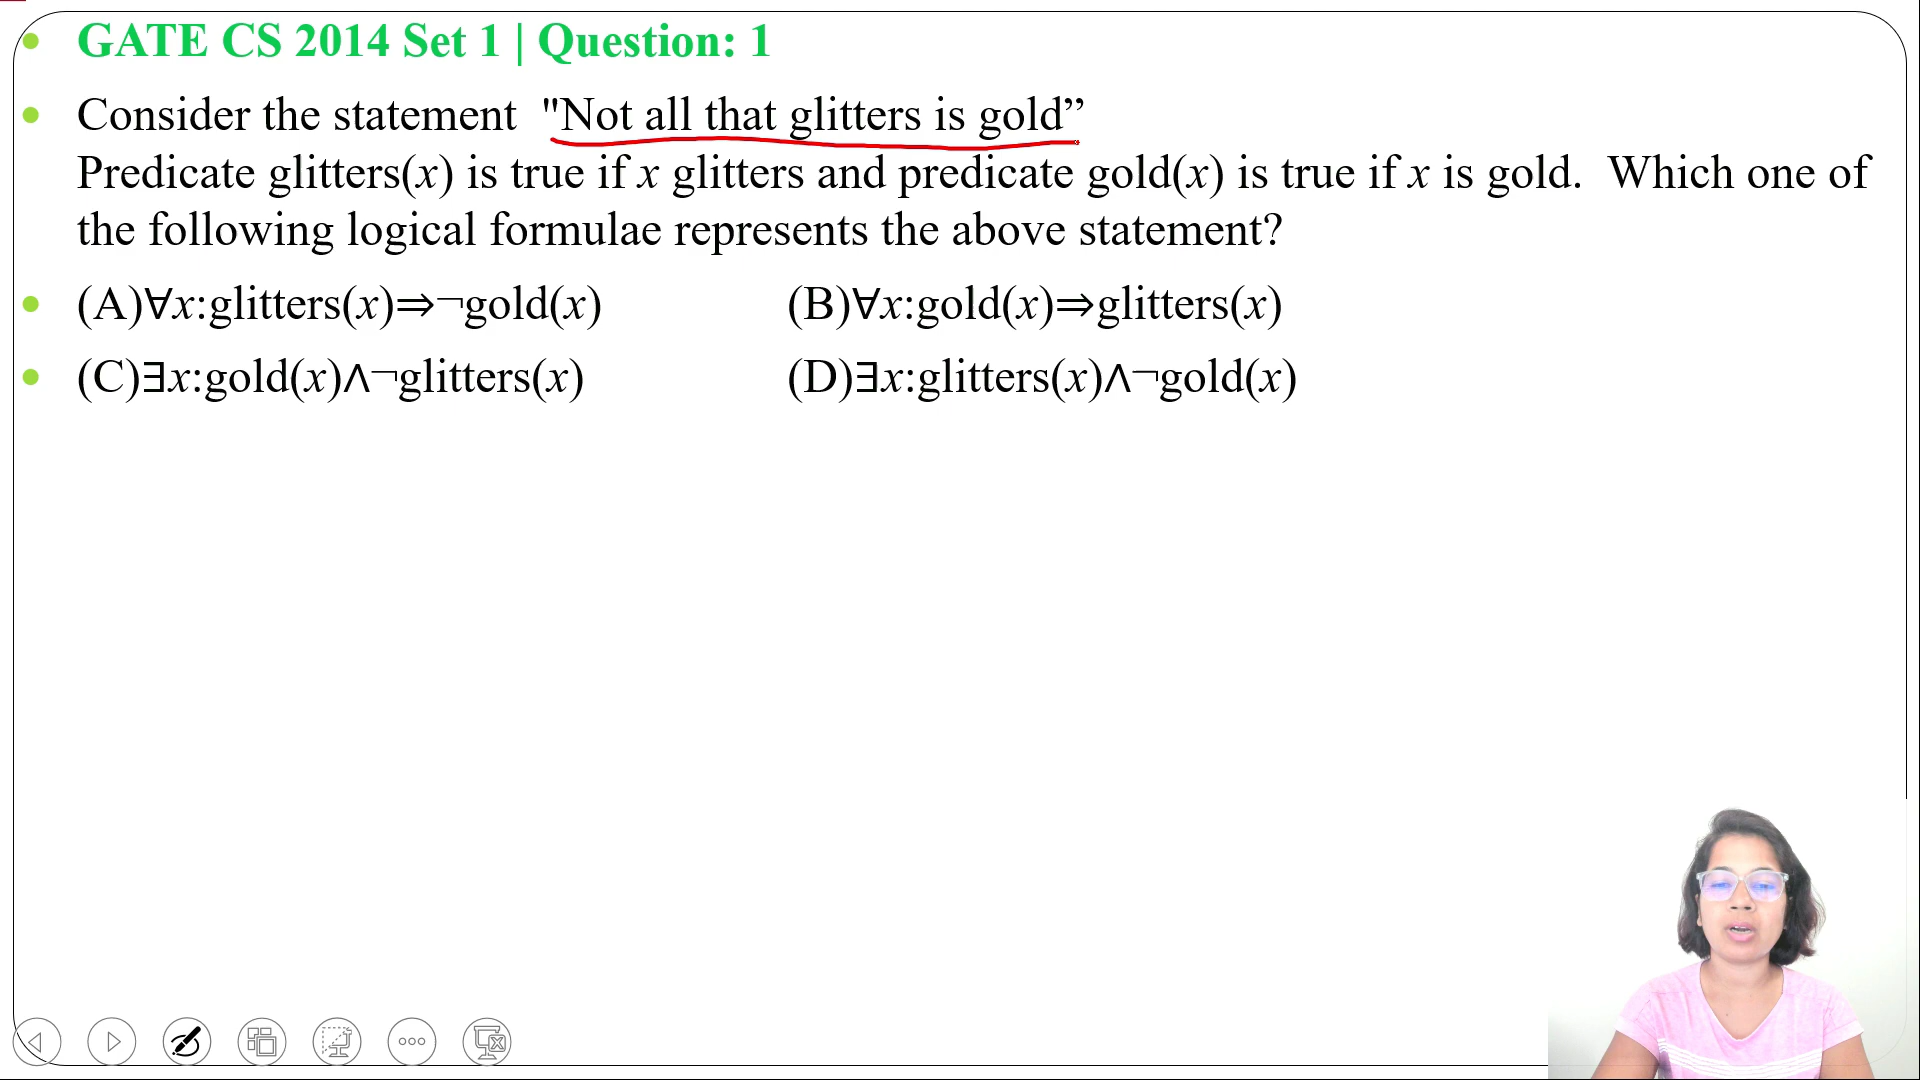 GATE CS 2014 Set 1 | Question: 1
Consider the statement "Not all that glitters is gold”
Predicate glitters(x) is true if x glitters and predicate gold(x) is true if x is gold. Which one of
the following logical formulae represents the above statement?
(A)∀x:glitters(x)⇒¬gold(x) (B)∀x:gold(x)⇒glitters(x)
(C)∃x:gold(x)∧¬glitters(x) (D)∃x:glitters(x)∧¬gold(x)